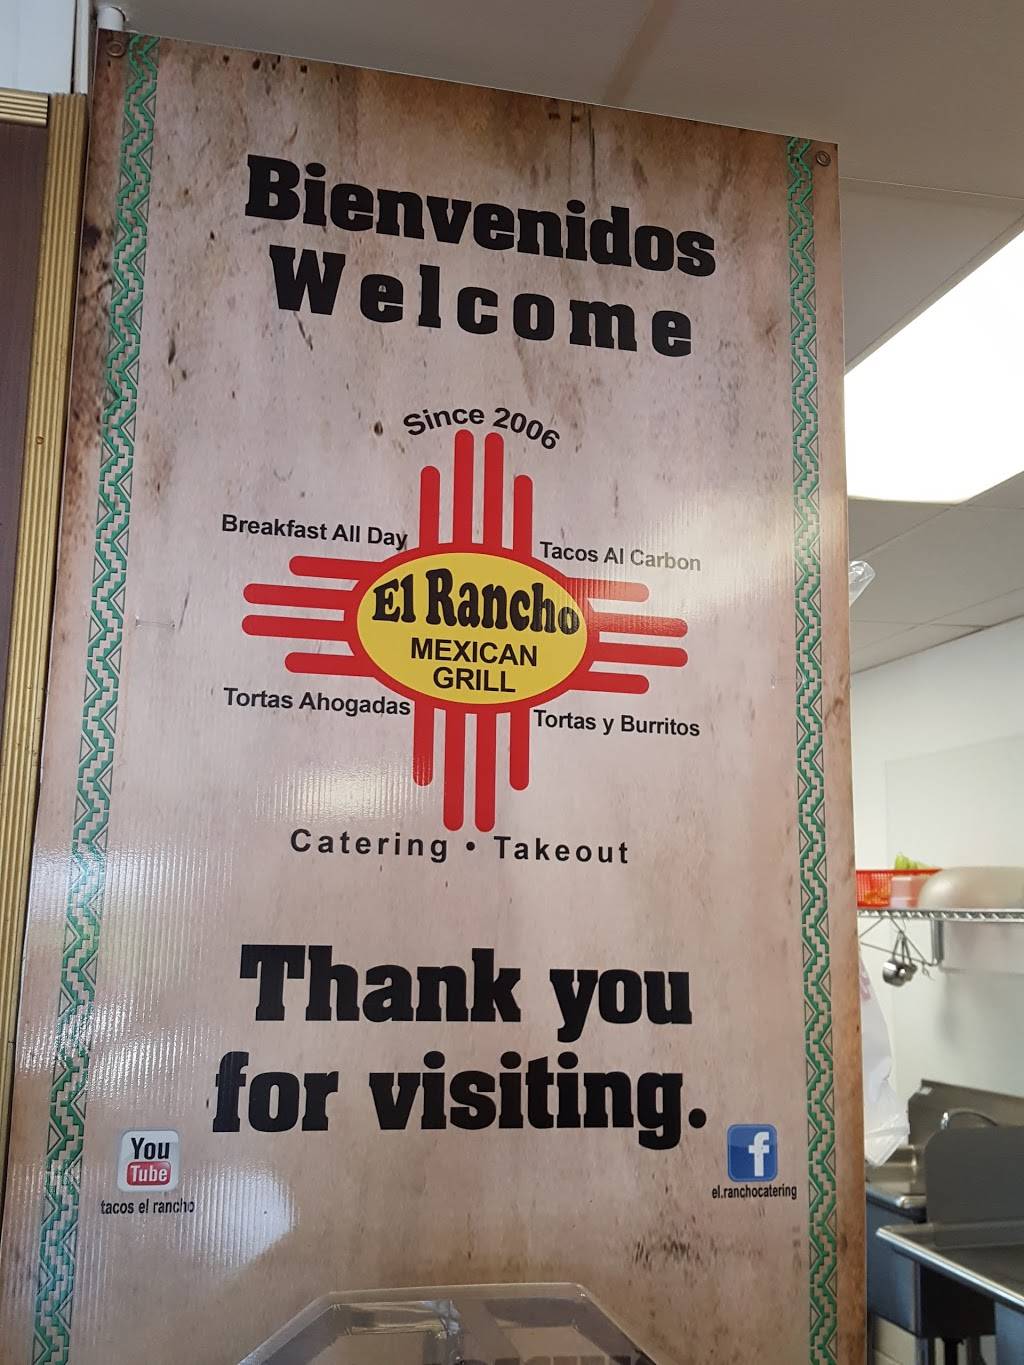 Bienvenidos
Welcome
Since 2006
Breakfast All Day
Tacos Al Carbon
El Rancho
MEXICAN
GRILL
Tortas Ahogadas
Tortas y Burritos
Catering • Takeout
Thank you
for visiting.
You
Tube
tacos el rancho
f
el.ranchocatering